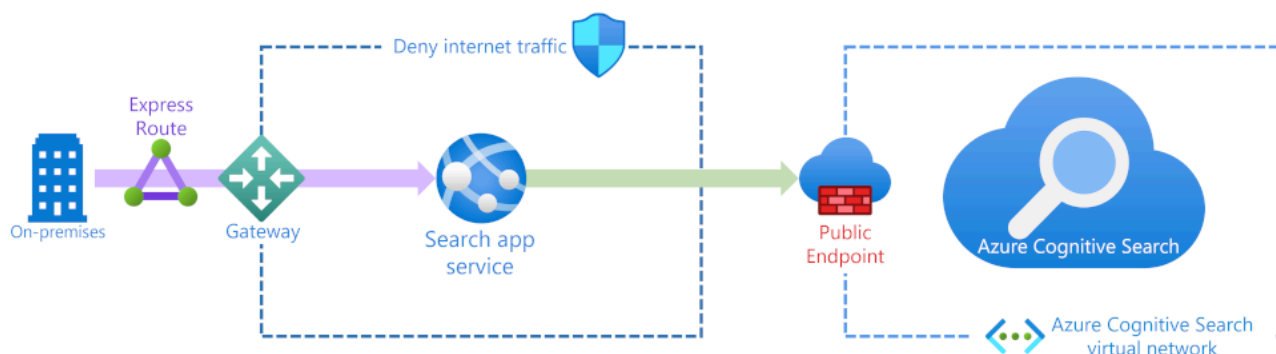 Deny internet traffic
Express
Route
On-premises
Gateway
Search app
service
Public
Endpoint
Azure Cognitive Search
Azure Cognitive Search
virtual network